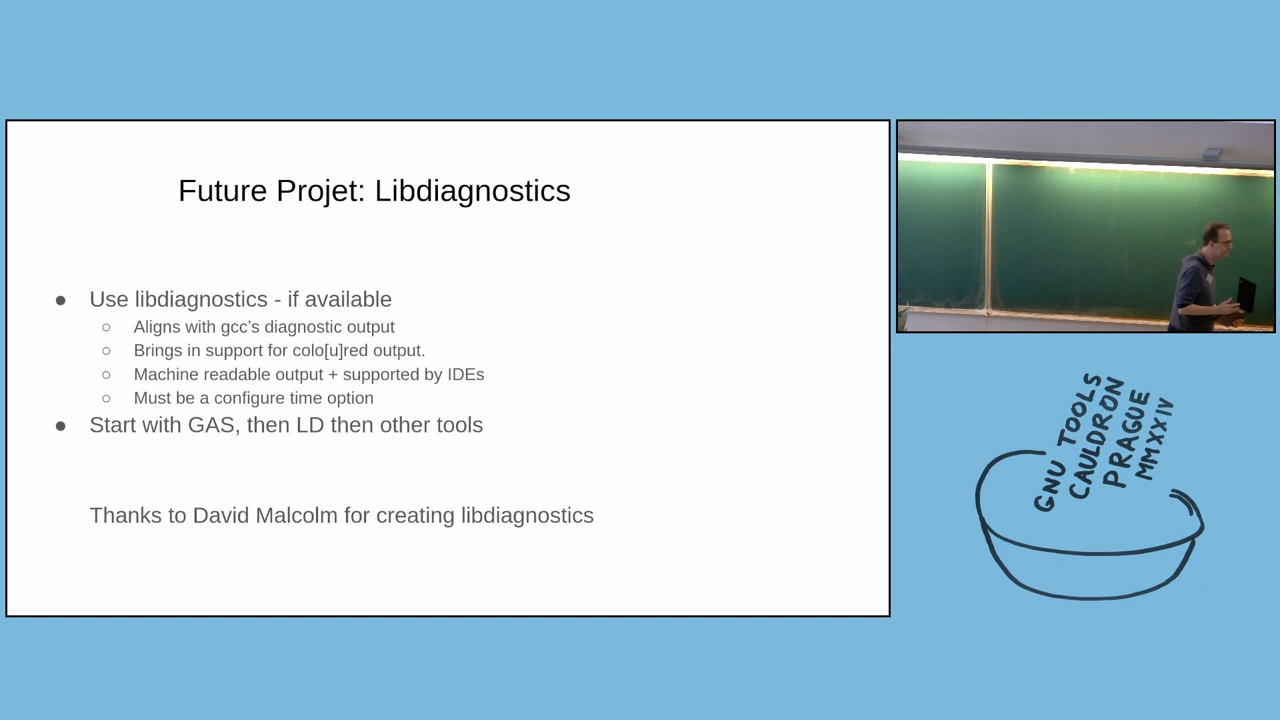 Future Projet: Libdiagnostics
● Use libdiagnostics - if available
○ Aligns with gcc’s diagnostic output
○ Brings in support for colo[u]red output.
○ Machine readable output + supported by IDEs
○ Must be a configure time option
● Start with GAS, then LD then other tools
Thanks to David Malcolm for creating libdiagnostics
GNU TOOLS
CAULDRON
PRAGUE
MMXXIV